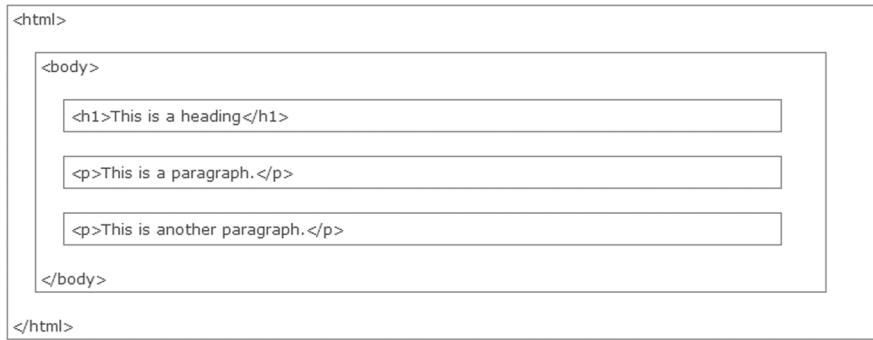 <html>
<body>
<h1>This is a heading</h1>
<p>This is a paragraph.</p>
<p>This is another paragraph.</p>
</body>
</html>